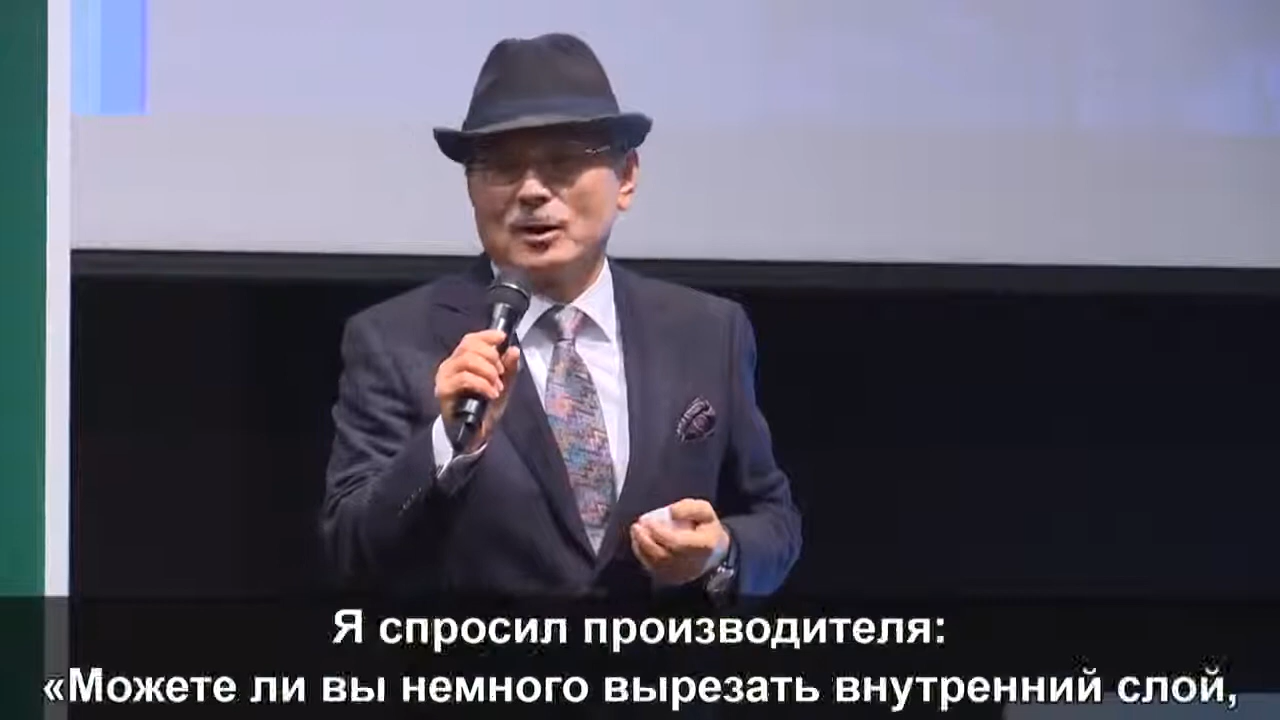 Я спросил производителя:
«Можете ли вы немного вырезать внутренний слой,